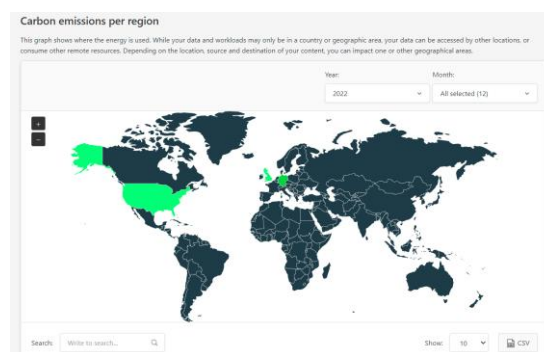 Carbon emissions per region
This graph shows where the energy is used. While your data and workloads may only be in a country or geographic area, your data can be accessed by other locations, or
consume other remote resources. Depending on the location, source and destination of your content, you can impact one or other geographical areas.
Year: Month:
2022 All selected (12)
+
−
Search: Write to search... Show: 10 CSV